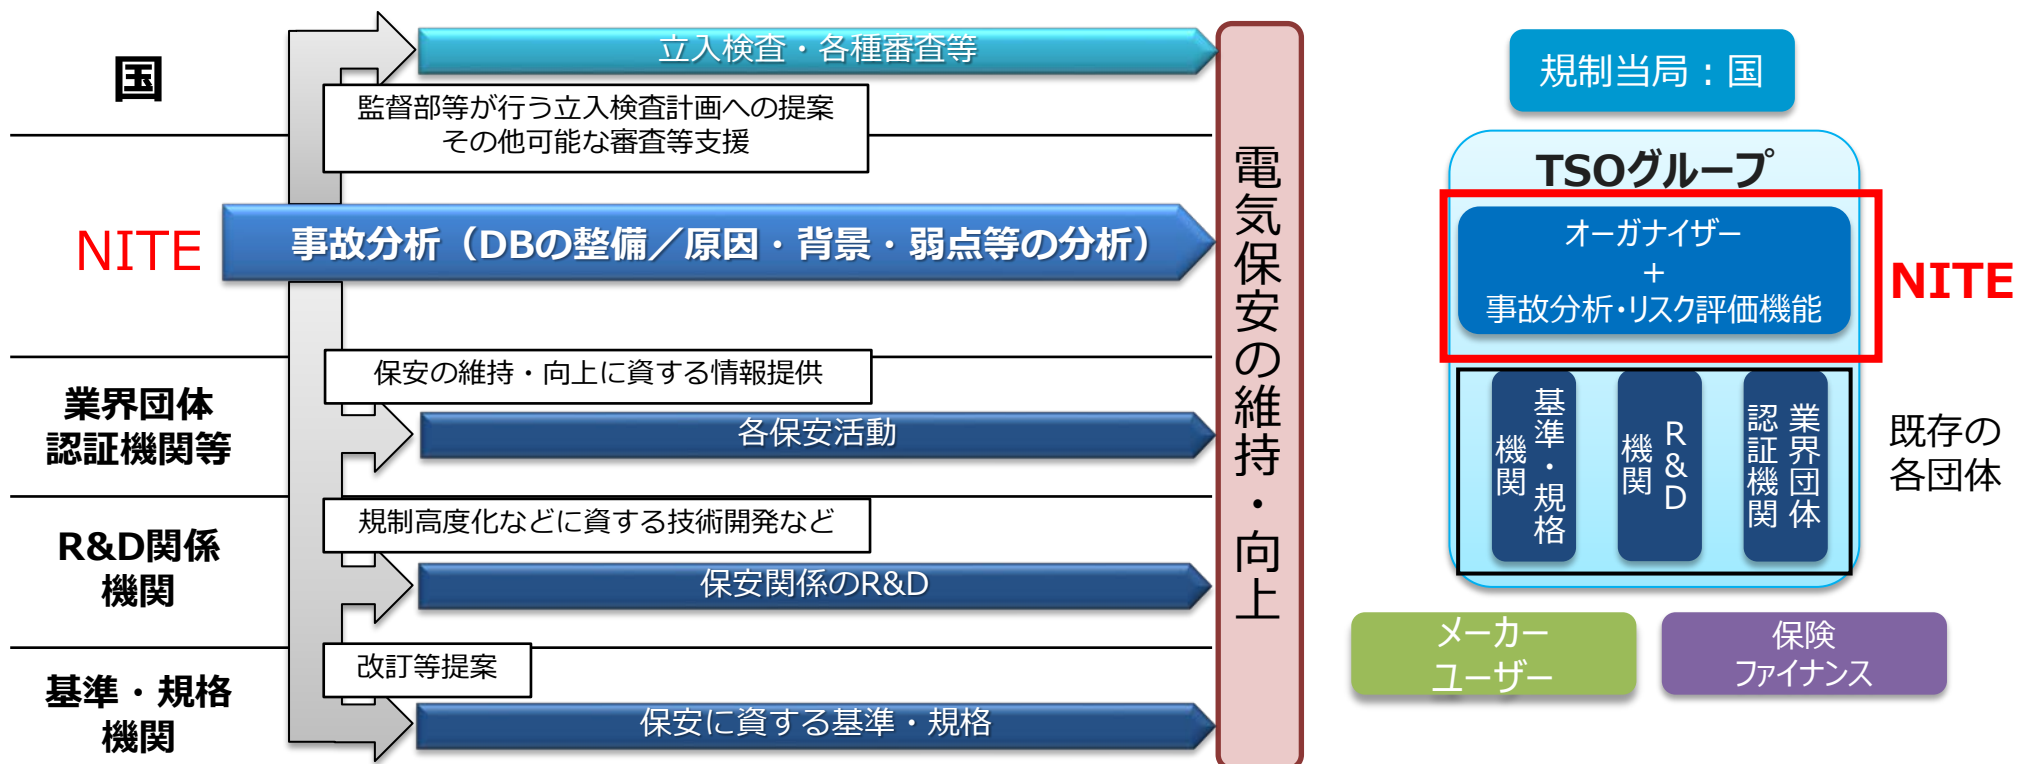 国
立入検査・各種審査等
監督部等が行う立入検査計画への提案
その他可能な審査等支援
NITE
事故分析（DBの整備／原因・背景・弱点等の分析）
保安の維持・向上に資する情報提供
業界団体
認証機関等
各保安活動
規制高度化などに資する技術開発など
R&D関係
機関
保安関係のR&D
改訂等提案
基準・規格
機関
保安に資する基準・規格
電気保安の維持・向上
規制当局：国
TSOグループ
オーガナイザー
+
事故分析・リスク評価機能
NITE
基準・規格
機関
R&D
機関
業界団体
認証機関
既存の
各団体
メーカー
ユーザー
保険
ファイナンス